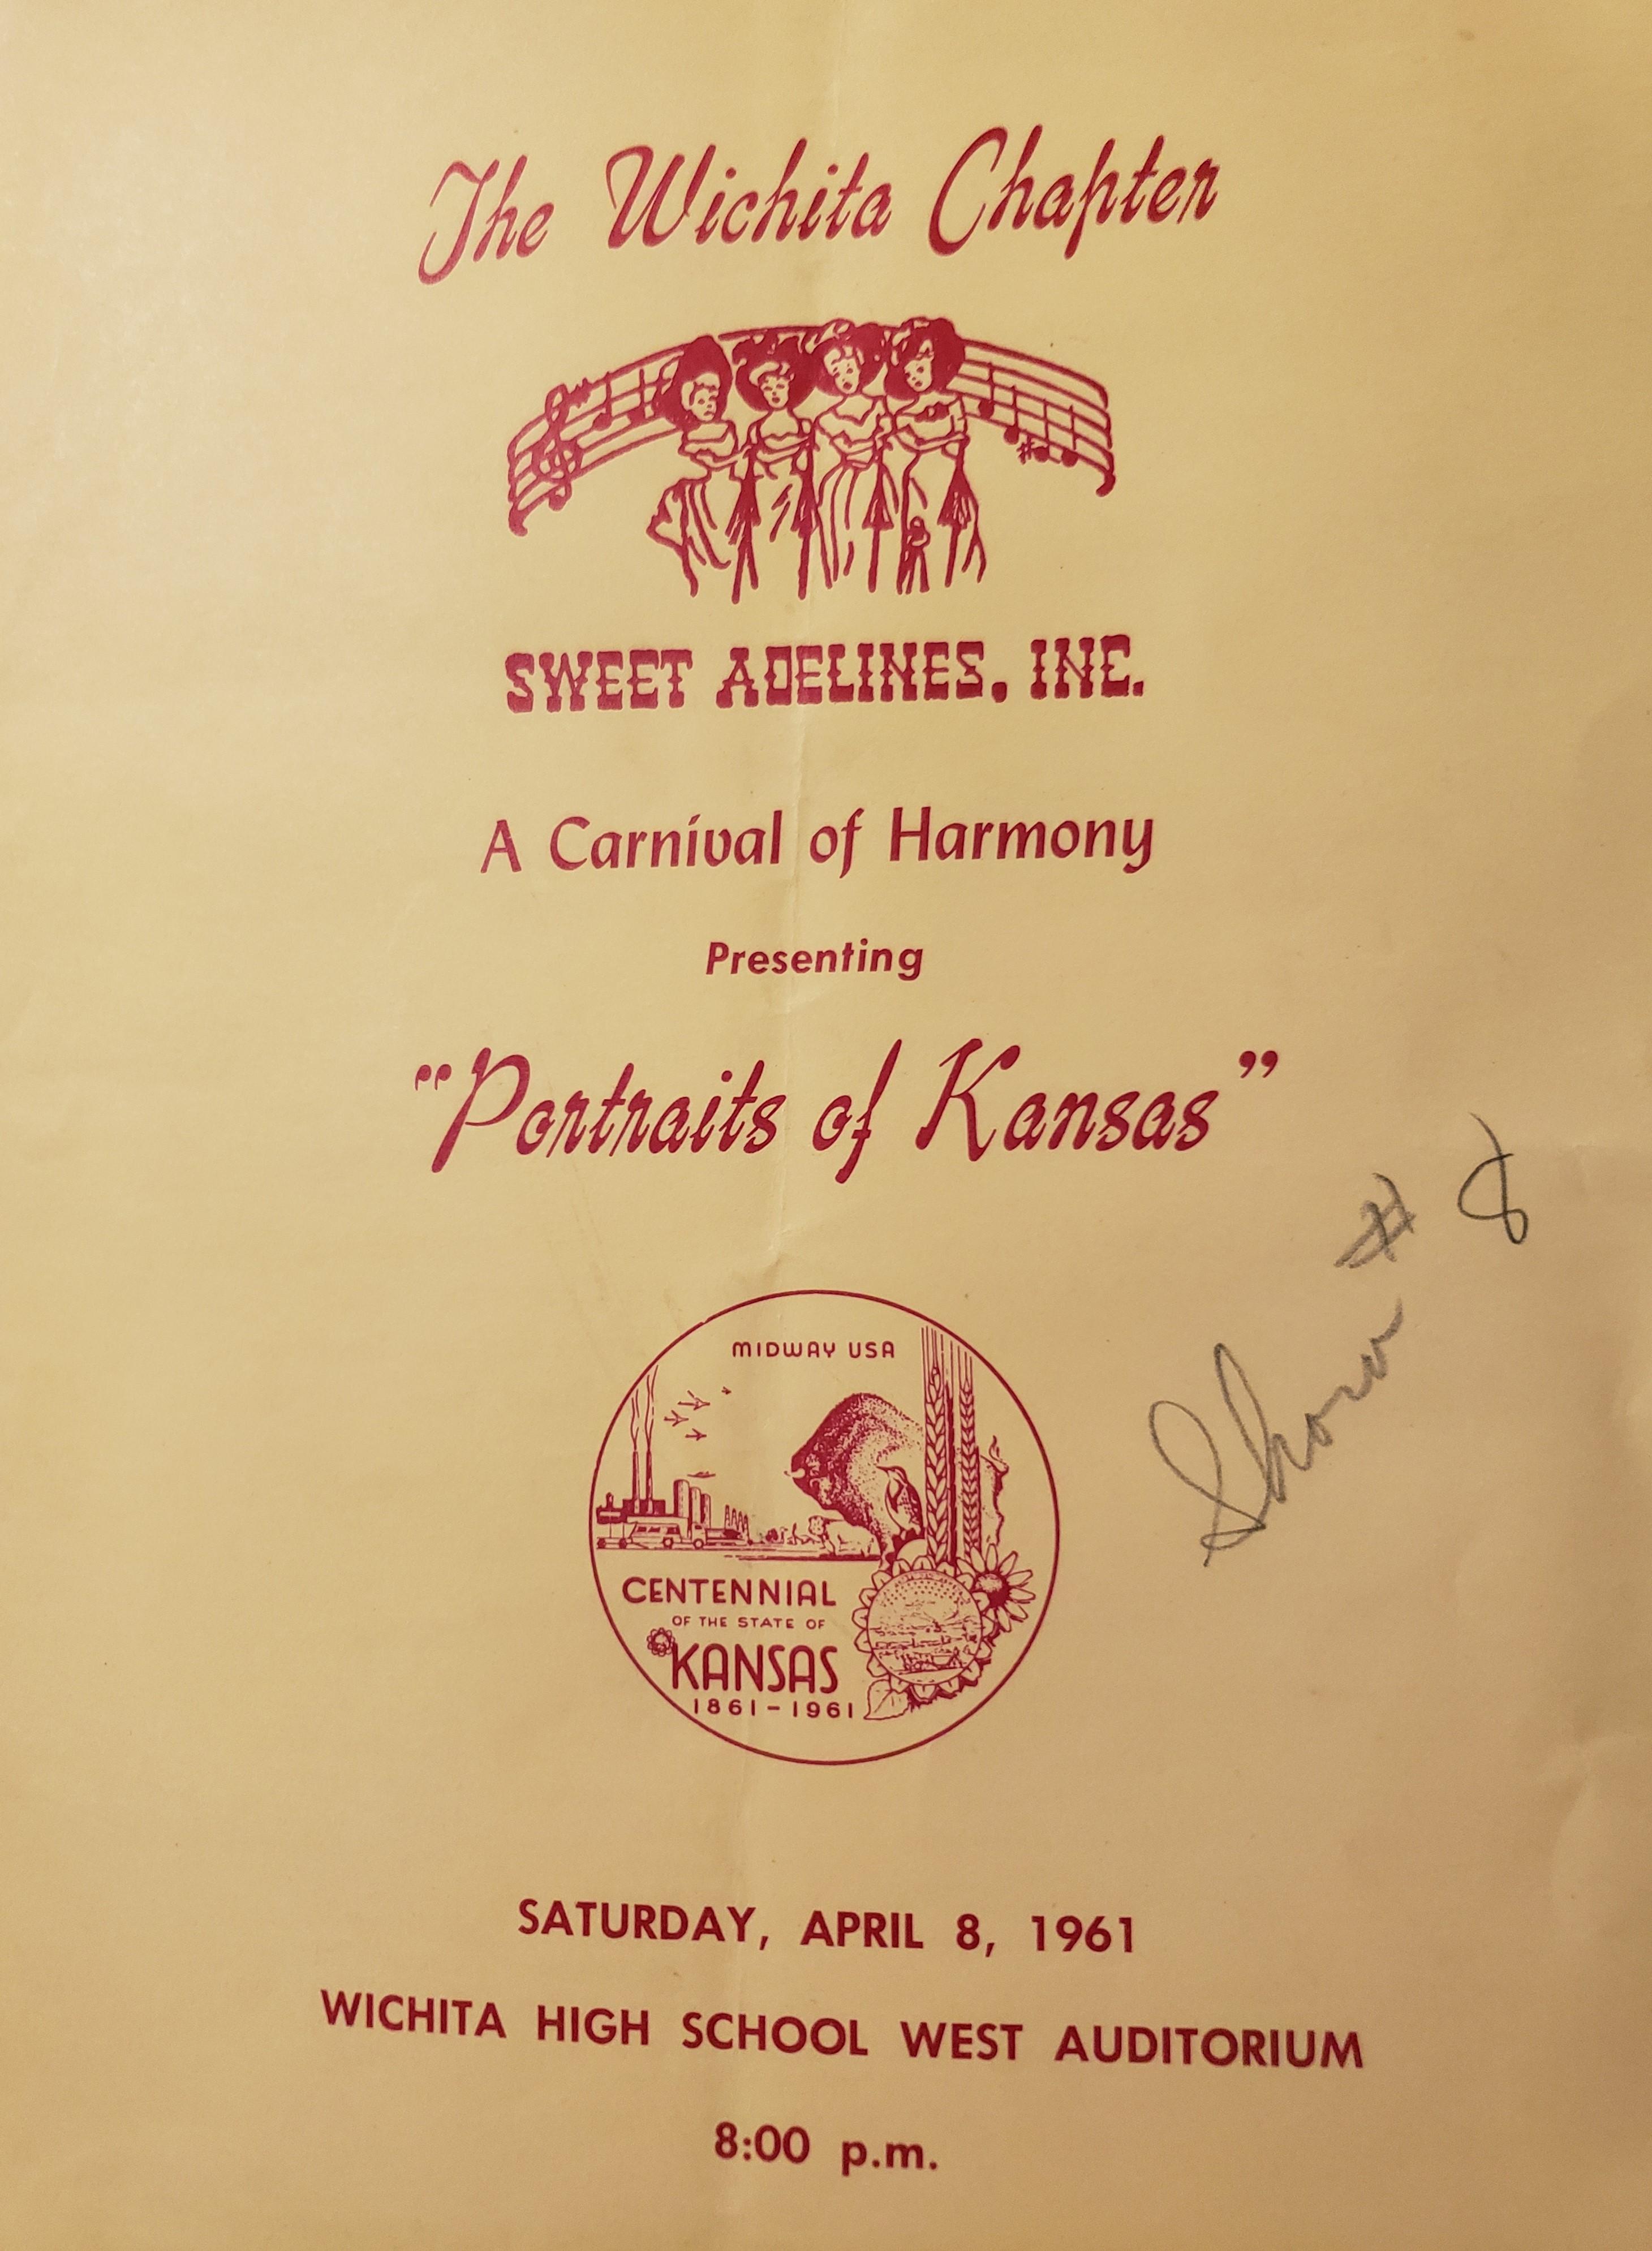 The Wichita Chapter
SWEET ADELINES, INC.
A Carnival of Harmony
Presenting
"Portraits of Kansas"
Show # 8
MIDWAY USA
CENTENNIAL
OF THE STATE OF
KANSAS
1861-1961
SATURDAY, APRIL 8, 1961
WICHITA HIGH SCHOOL WEST AUDITORIUM
8:00 p.m.